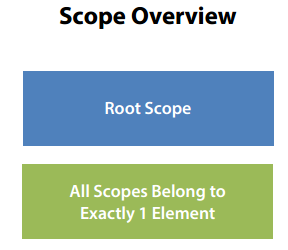 Scope Overview
Root Scope
All Scopes Belong to
Exactly 1 Element